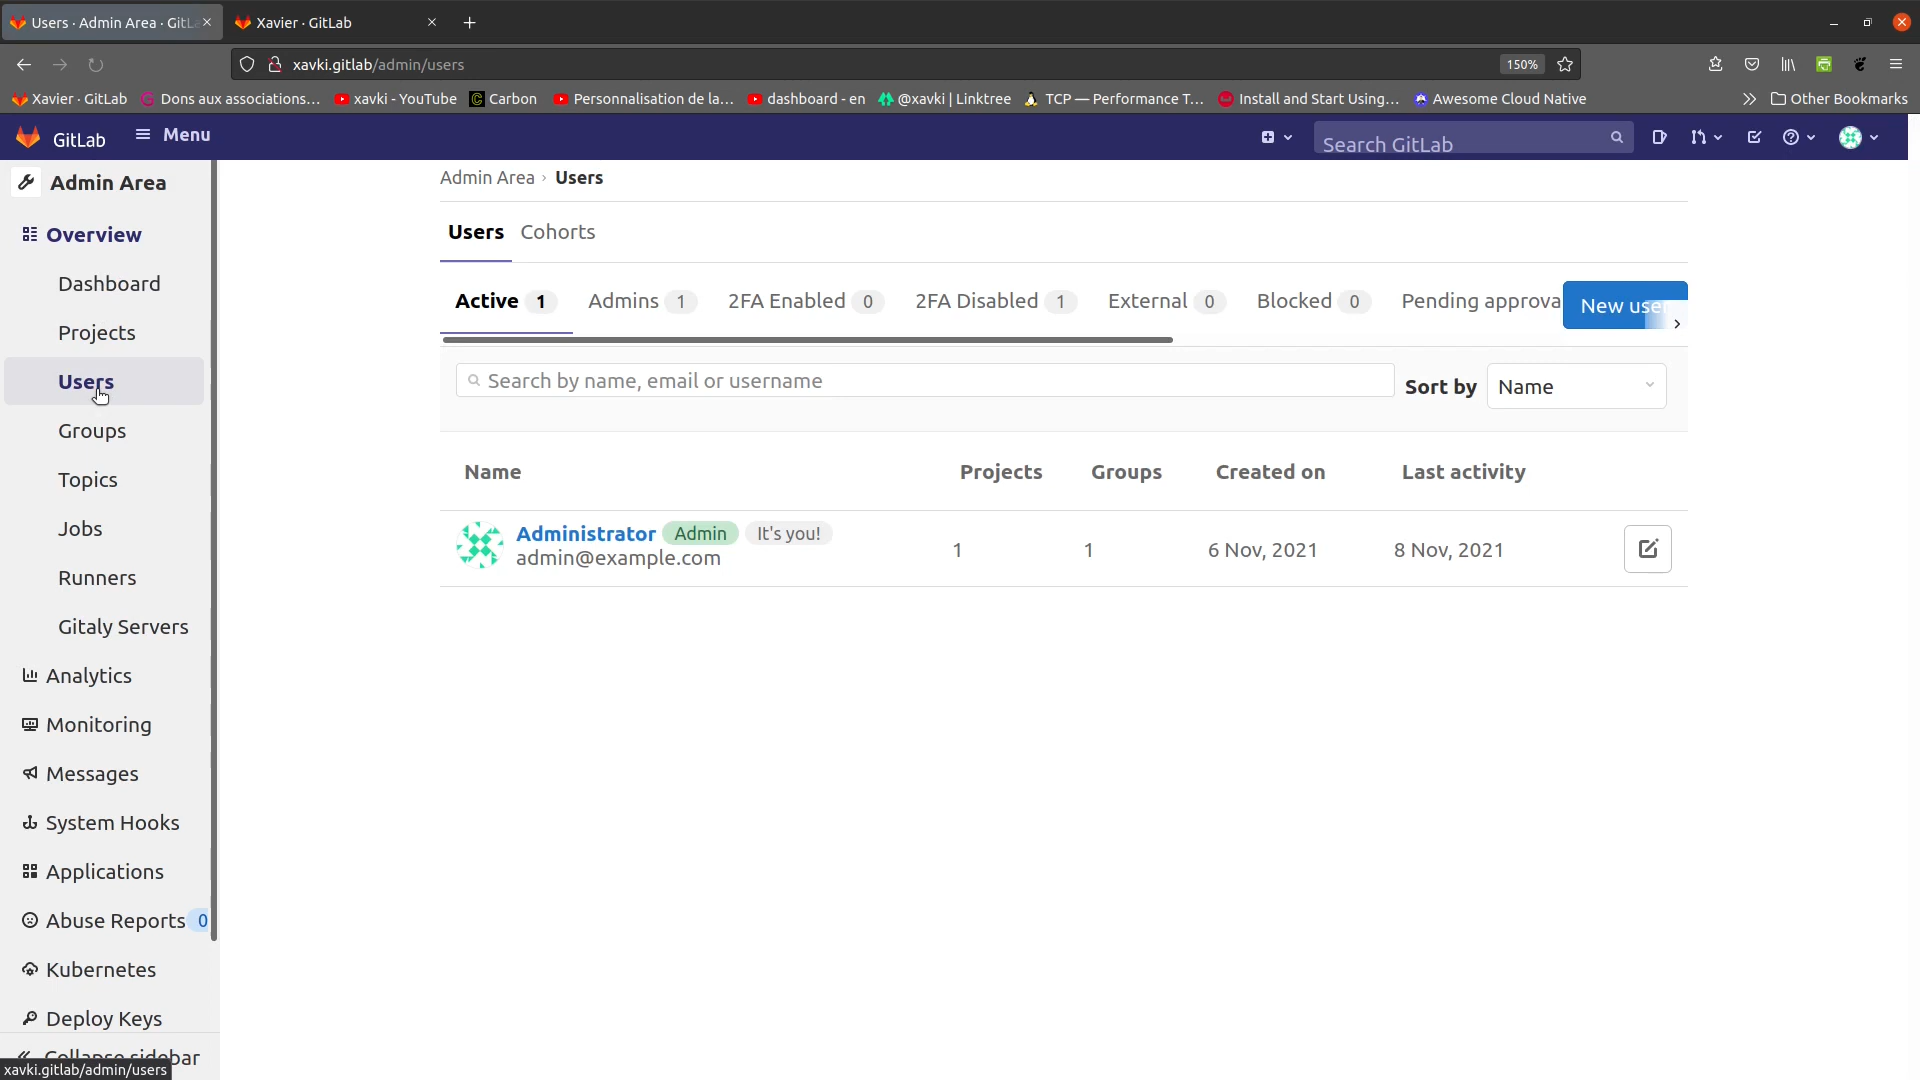 Users · Admin Area · GitL
Xavier · GitLab
xavki.gitlab/admin/users
150%
Xavier · GitLab
Dons aux associations…
xavki - YouTube
Carbon
Personnalisation de la…
dashboard - en
@xavki | Linktree
TCP — Performance T…
Install and Start Using…
Awesome Cloud Native
Other Bookmarks
GitLab
Menu
Search GitLab
Admin Area
Overview
Dashboard
Projects
Users
Groups
Topics
Jobs
Runners
Gitaly Servers
Analytics
Monitoring
Messages
System Hooks
Applications
Abuse Reports 0
Kubernetes
Deploy Keys
Collapse sidebar
xavki.gitlab/admin/users
Admin Area › Users
Users Cohorts
Active 1 Admins 1 2FA Enabled 0 2FA Disabled 1 External 0 Blocked 0 Pending approva
New user
Search by name, email or username
Sort by Name
Name Projects Groups Created on Last activity
Administrator Admin It's you!
admin@example.com
1 1 6 Nov, 2021 8 Nov, 2021